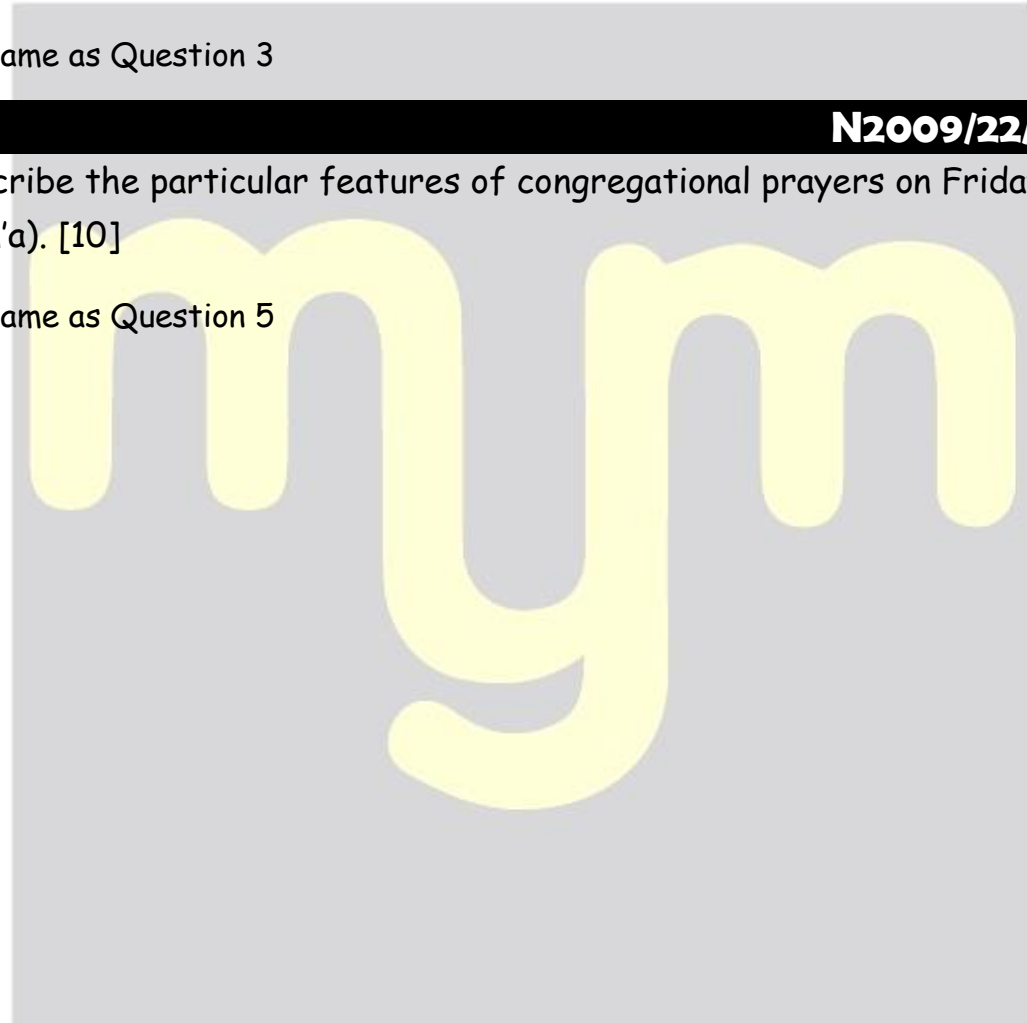 ame as Question 3
N2009/22/
cribe the particular features of congregational prayers on Frida
'a). [10]
ame as Question 5
mym